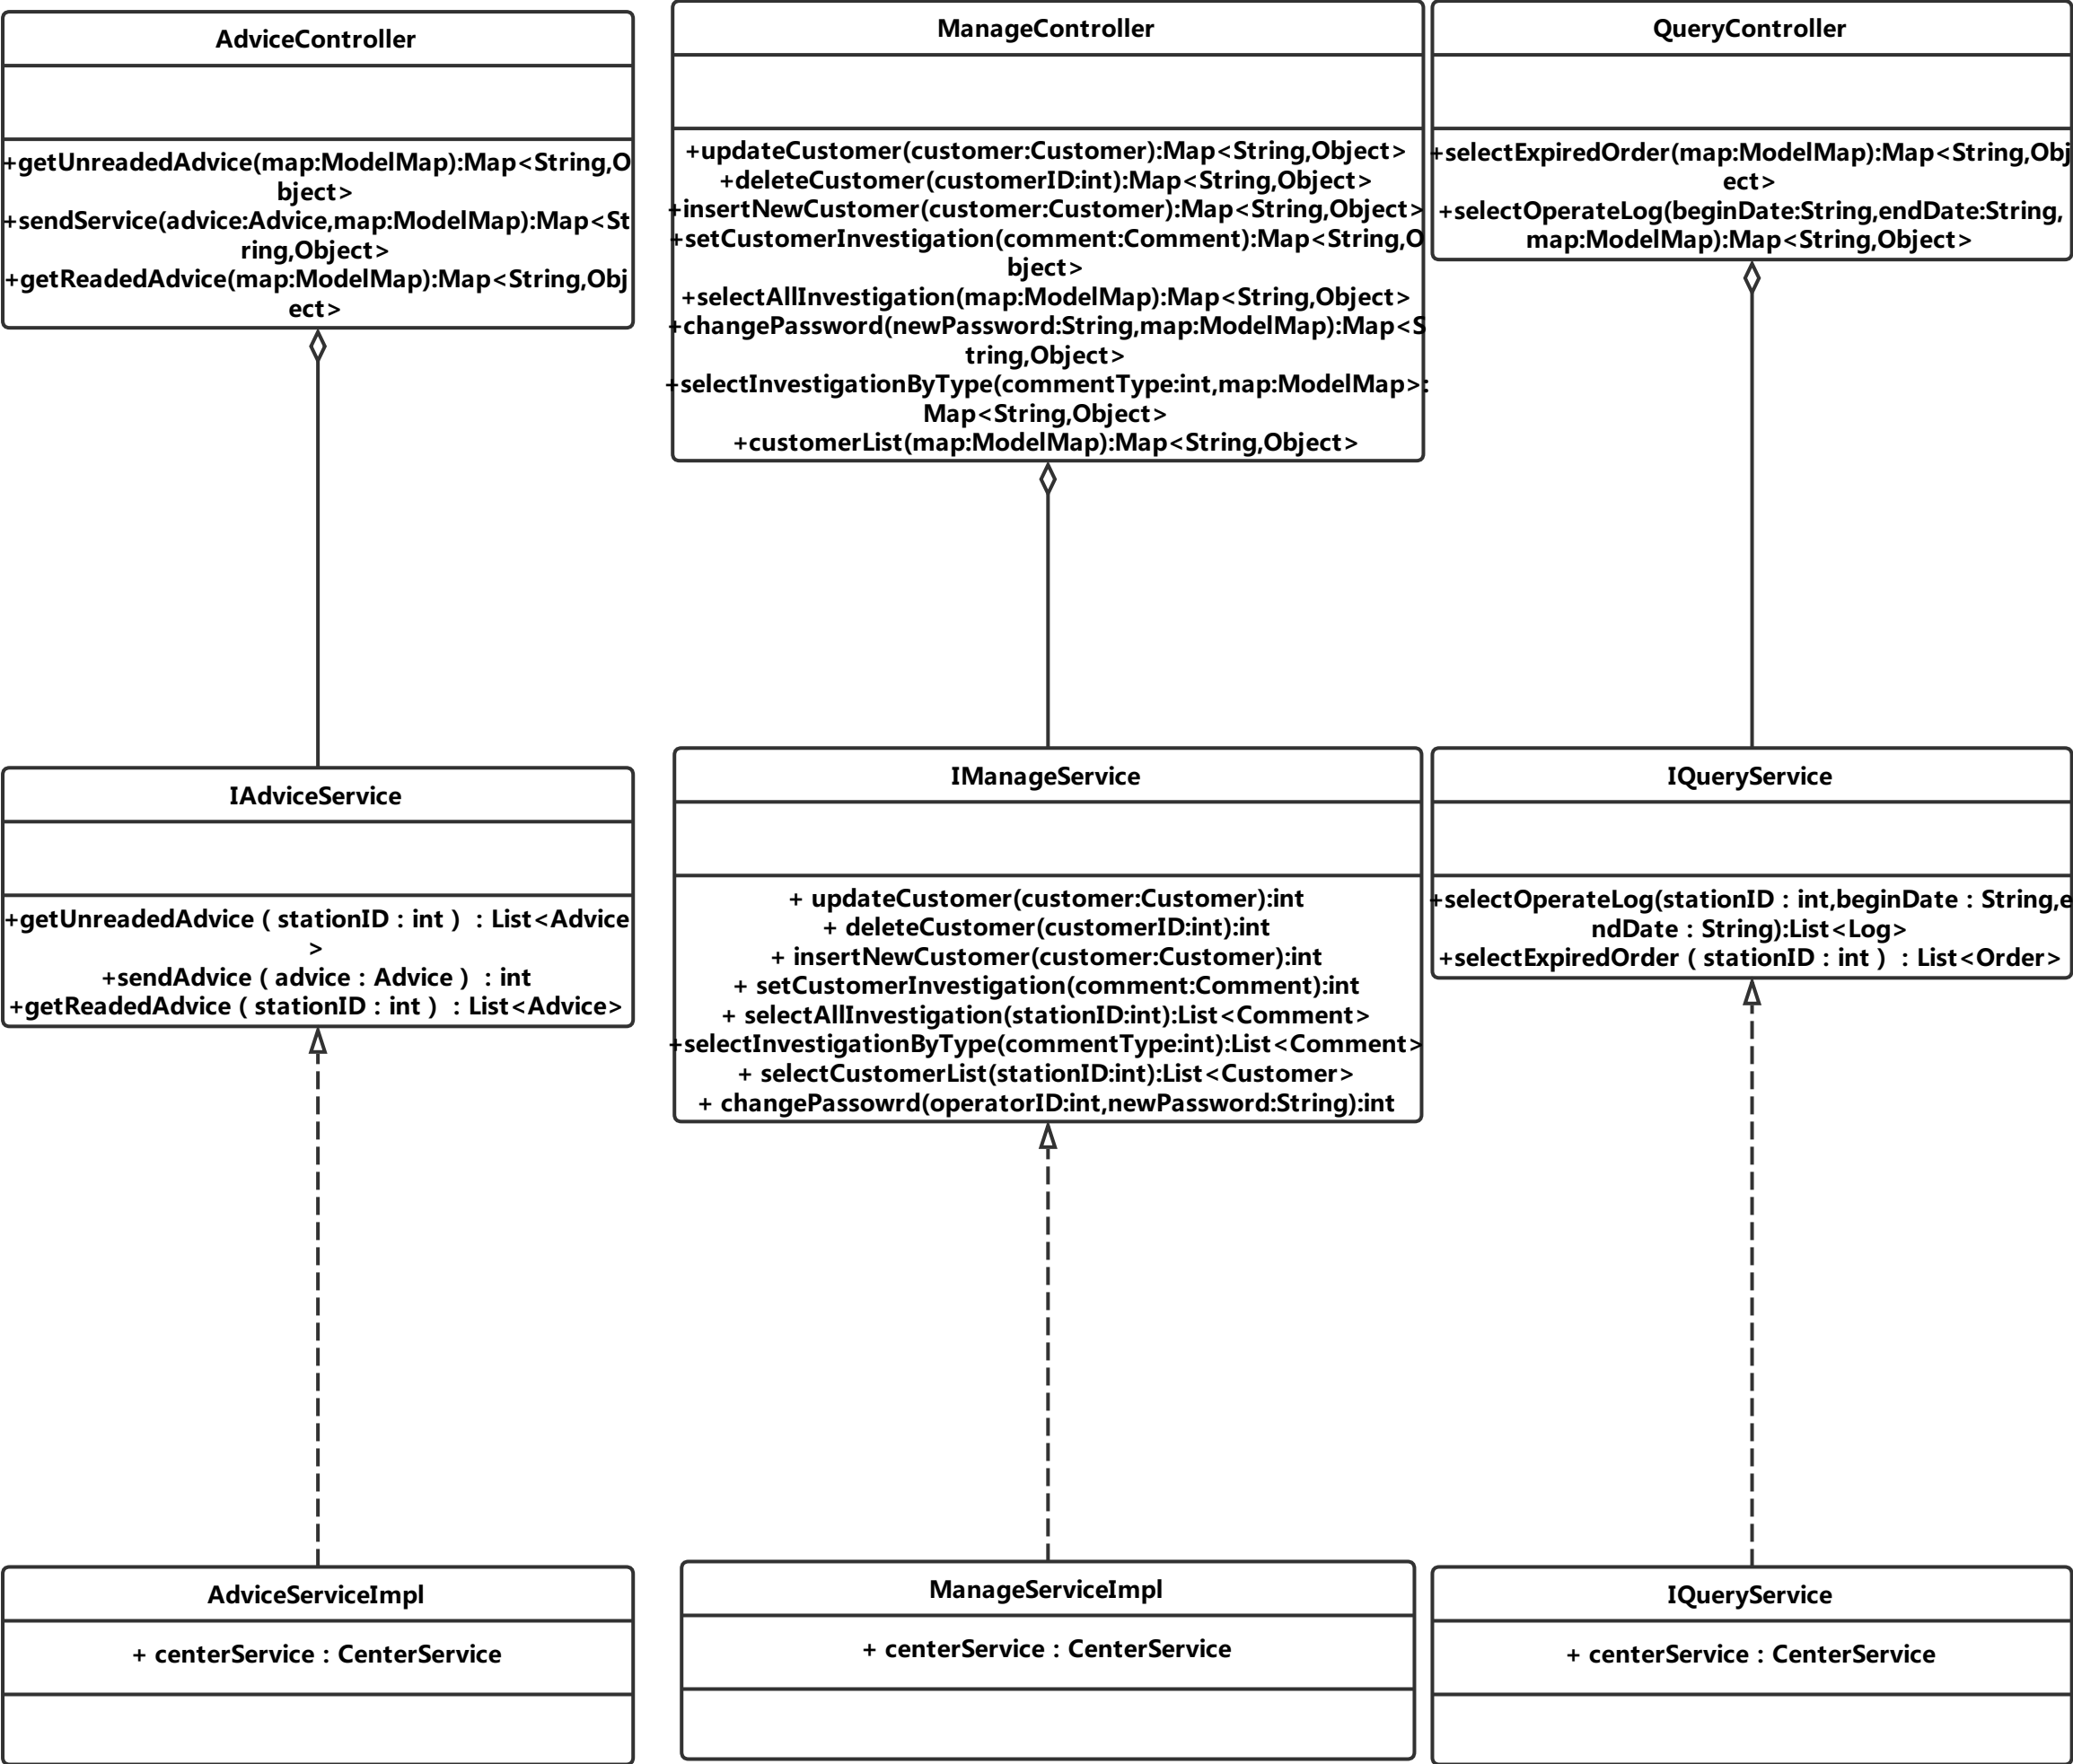 AdviceController
+getUnreadedAdvice(map:ModelMap):Map<String,O
bject>
+sendService(advice:Advice,map:ModelMap):Map<St
ring,Object>
+getReadedAdvice(map:ModelMap):Map<String,Obj
ect>
ManageController
+updateCustomer(customer:Customer):Map<String,Object>
+deleteCustomer(customerID:int):Map<String,Object>
+insertNewCustomer(customer:Customer):Map<String,Object>
+setCustomerInvestigation(comment:Comment):Map<String,O
bject>
+selectAllInvestigation(map:ModelMap):Map<String,Object>
+changePassword(newPassword:String,map:ModelMap):Map<S
tring,Object>
+selectInvestigationByType(commentType:int,map:ModelMap>:
Map<String,Object>
+customerList(map:ModelMap):Map<String,Object>
QueryController
+selectExpiredOrder(map:ModelMap):Map<String,Obj
ect>
+selectOperateLog(beginDate:String,endDate:String,
map:ModelMap):Map<String,Object>
IAdviceService
+getUnreadedAdvice ( stationID : int ) : List<Advice
>
+sendAdvice ( advice : Advice ) : int
+getReadedAdvice ( stationID : int ) : List<Advice>
IManageService
+ updateCustomer(customer:Customer):int
+ deleteCustomer(customerID:int):int
+ insertNewCustomer(customer:Customer):int
+ setCustomerInvestigation(comment:Comment):int
+ selectAllInvestigation(stationID:int):List<Comment>
+selectInvestigationByType(commentType:int):List<Comment>
+ selectCustomerList(stationID:int):List<Customer>
+ changePassowrd(operatorID:int,newPassword:String):int
IQueryService
+selectOperateLog(stationID : int,beginDate : String,e
ndDate : String):List<Log>
+selectExpiredOrder ( stationID : int ) : List<Order>
AdviceServiceImpl
+ centerService : CenterService
ManageServiceImpl
+ centerService : CenterService
IQueryService
+ centerService : CenterService